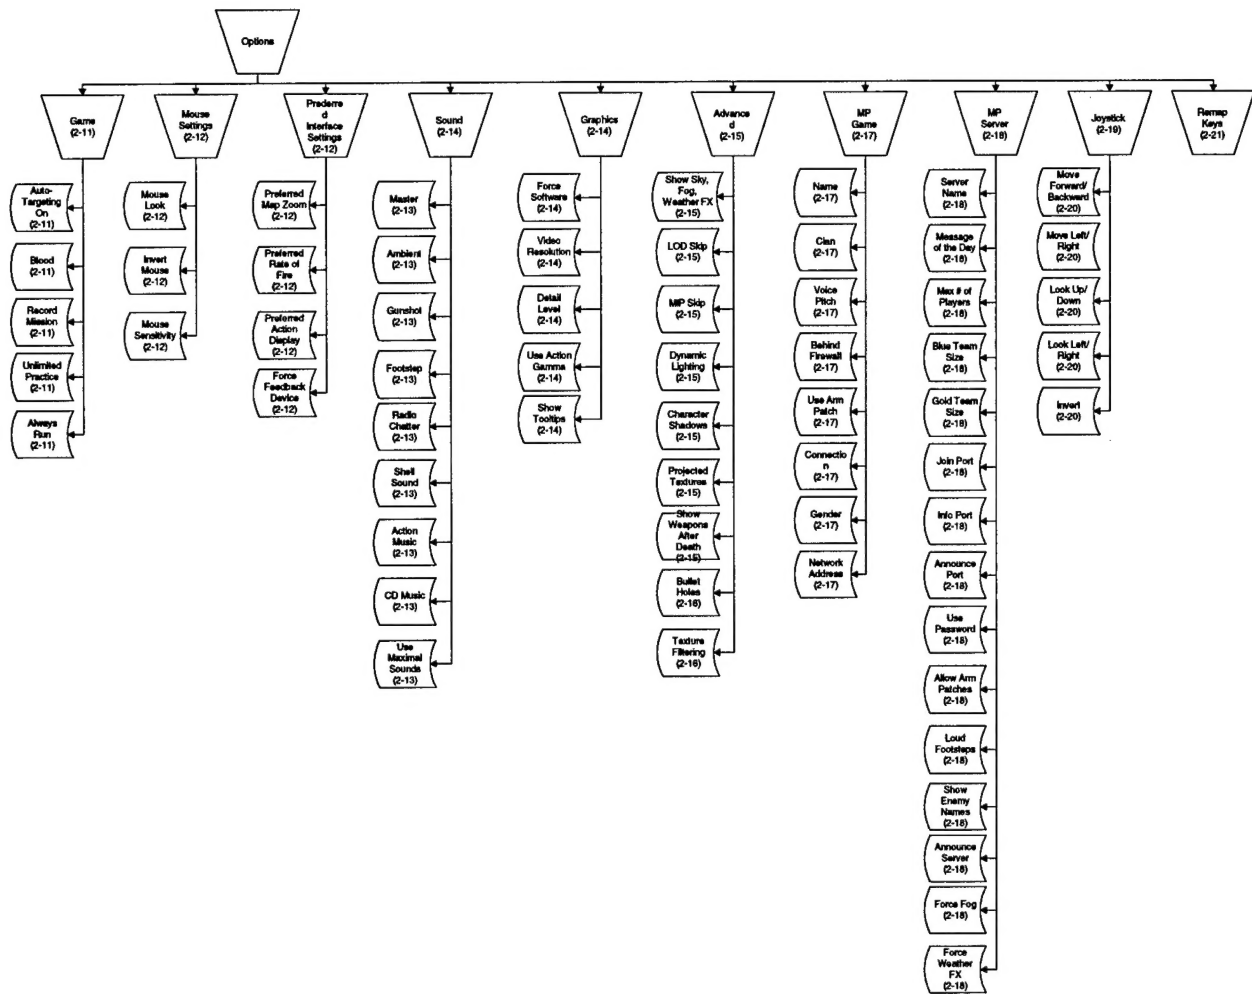 Options
Game
(2-11)
Auto-
Targeting
On
(2-11)
Blood
(2-11)
Record
Mission
(2-11)
Unlimited
Practice
(2-11)
Always
Run
(2-11)
Mouse
Settings
(2-12)
Mouse
Look
(2-12)
Invert
Mouse
(2-12)
Mouse
Sensitivity
(2-12)
Prederre
d
Interface
Settings
(2-12)
Preferred
Map Zoom
(2-12)
Preferred
Rate of
Fire
(2-12)
Preferred
Action
Display
(2-12)
Force
Feedback
Device
(2-12)
Sound
(2-14)
Master
(2-13)
Ambient
(2-13)
Gunshot
(2-13)
Footstep
(2-13)
Radio
Chatter
(2-13)
Shell
Sound
(2-13)
Action
Music
(2-13)
CD Music
(2-13)
Use
Maximal
Sounds
(2-13)
Graphics
(2-14)
Force
Software
(2-14)
Video
Resolution
(2-14)
Detail
Level
(2-14)
Use Action
Gamma
(2-14)
Show
Tooltips
(2-14)
Advance
d
(2-15)
Show Sky,
Fog,
Weather FX
(2-15)
LOD Skip
(2-15)
MIP Skip
(2-15)
Dynamic
Lighting
(2-15)
Character
Shadows
(2-15)
Projected
Textures
(2-15)
Show
Weapons
After
Death
(2-15)
Bullet
Holes
(2-16)
Texture
Filtering
(2-16)
MP
Game
(2-17)
Name
(2-17)
Clan
(2-17)
Voice
Pitch
(2-17)
Behind
Firewall
(2-17)
Use Arm
Patch
(2-17)
Connectio
n
(2-17)
Gender
(2-17)
Network
Address
(2-17)
MP
Server
(2-18)
Server
Name
(2-18)
Message
of the Day
(2-18)
Max # of
Players
(2-18)
Blue Team
Size
(2-18)
Gold Team
Size
(2-18)
Join Port
(2-18)
Info Port
(2-18)
Announce
Port
(2-18)
Use
Password
(2-18)
Allow Arm
Patches
(2-18)
Loud
Footsteps
(2-18)
Show
Enemy
Names
(2-18)
Announce
Server
(2-18)
Force Fog
(2-18)
Force
Weather
FX
(2-18)
Joystick
(2-19)
Move
Forward/
Backward
(2-20)
Move Left/
Right
(2-20)
Look Up/
Down
(2-20)
Look Left/
Right
(2-20)
Invert
(2-20)
Remap
Keys
(2-21)